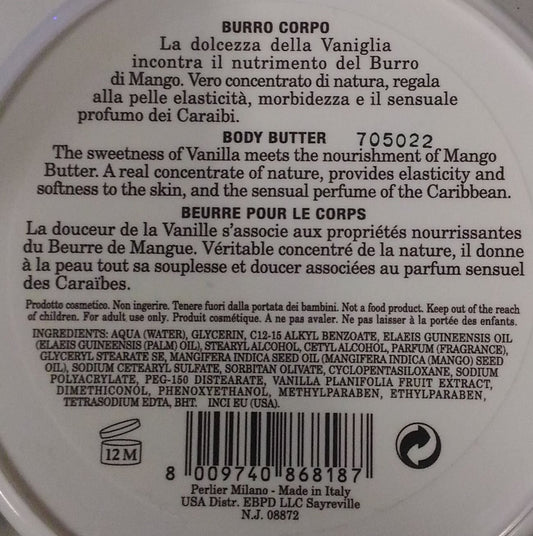 BURRO CORPO
La dolcezza della Vaniglia
incontra il nutrimento del Burro
di Mango. Vero concentrato di natura, regala
alla pelle elasticità, morbidezza e il sensuale
profumo dei Caraibi.
BODY BUTTER 705022
The sweetness of Vanilla meets the nourishment of Mango
Butter. A real concentrate of nature, provides elasticity and
softness to the skin, and the sensual perfume of the Caribbean.
BEURRE POUR LE CORPS
La douceur de la Vanille s'associe aux propriétés nourrissantes
du Beurre de Mangue. Véritable concentré de la nature, il donne
à la peau tout sa souplesse et doucer associées au parfum sensuel
des Caraïbes.
Prodotto cosmetico. Non ingerire. Tenere fuori dalla portata dei bambini. Not a food product. Keep out of the reach
of children. For adult use only. Produit cosmétique. A ne pas avaler. Ne pas laisser à la portée des enfants.
INGREDIENTS: AQUA (WATER), GLYCERIN, C12-15 ALKYL BENZOATE, ELAEIS GUINEENSIS OIL
(ELAEIS GUINEENSIS (PALM) OIL), STEARYL ALCOHOL, CETYL ALCOHOL, PARFUM (FRAGRANCE),
GLYCERYL STEARATE SE, MANGIFERA INDICA SEED OIL (MANGIFERA INDICA (MANGO) SEED
OIL), SODIUM CETEARYL SULFATE, SORBITAN OLIVATE, CYCLOPENTASILOXANE, SODIUM
POLYACRYLATE, PEG-150 DISTEARATE, VANILLA PLANIFOLIA FRUIT EXTRACT,
DIMETHICONOL, PHENOXYETHANOL, METHYLPARABEN, ETHYLPARABEN,
TETRASODIUM EDTA, BHT. INCI EU (USA).
12 M
8 009740 868187
Perlier Milano - Made in Italy
USA Distr. EBPD LLC Sayreville
N.J. 08872